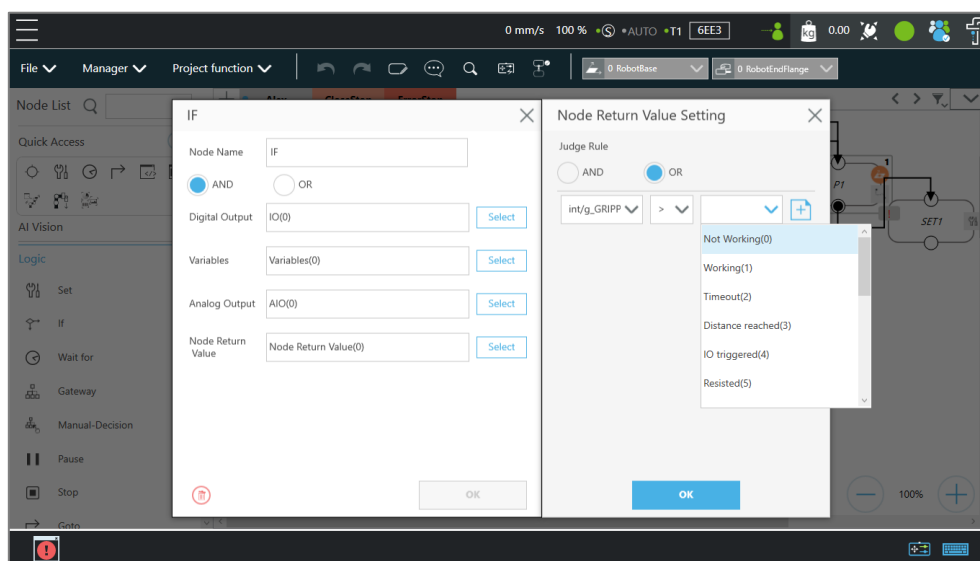 0 mm/s 100 % S AUTO T1 6EE3 kg 0.00
File Manager Project function 0 RobotBase 0 RobotEndFlange
Node List
Quick Access
AI Vision
Logic
Set
If
Wait for
Gateway
Manual-Decision
Pause
Stop
Goto
IF
Node Name IF
AND OR
Digital Output IO(0) Select
Variables Variables(0) Select
Analog Output AIO(0) Select
Node Return
Value
Node Return Value(0) Select
OK
Node Return Value Setting
Judge Rule
AND OR
int/g_GRIPP >
Not Working(0)
Working(1)
Timeout(2)
Distance reached(3)
IO triggered(4)
Resisted(5)
OK
1
P1
SET1
100%